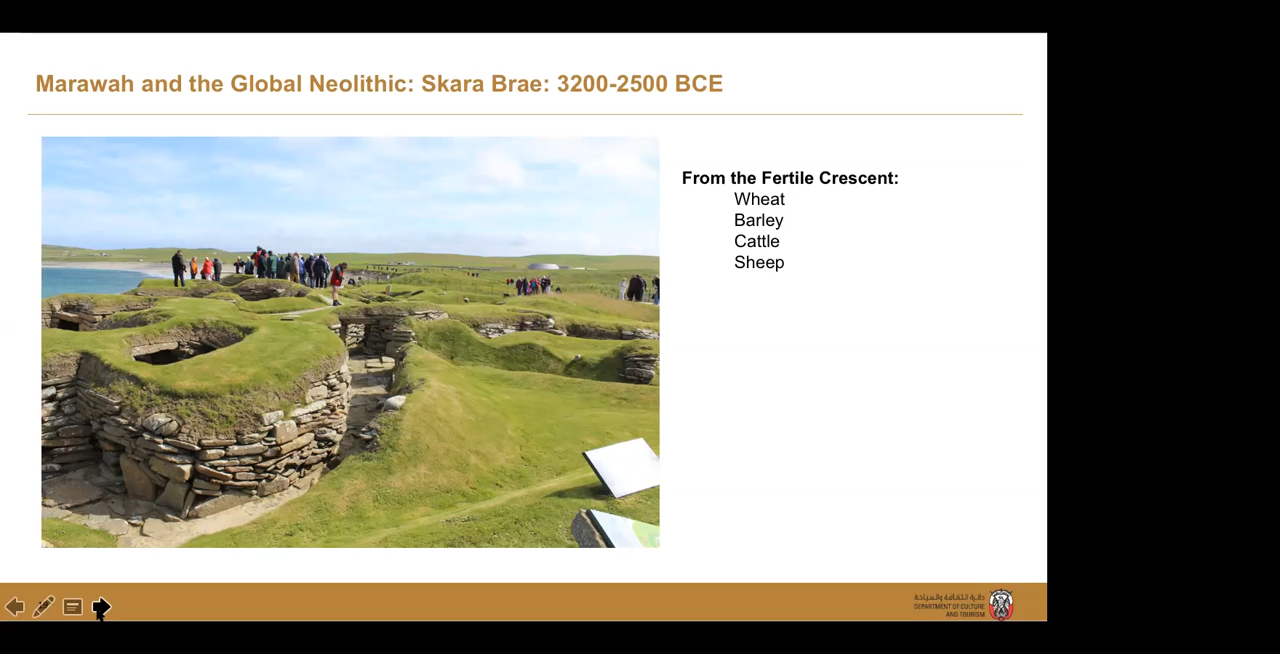 Marawah and the Global Neolithic: Skara Brae: 3200-2500 BCE
From the Fertile Crescent:
Wheat
Barley
Cattle
Sheep
دائرة الثقافة والسياحة
DEPARTMENT OF CULTURE
AND TOURISM